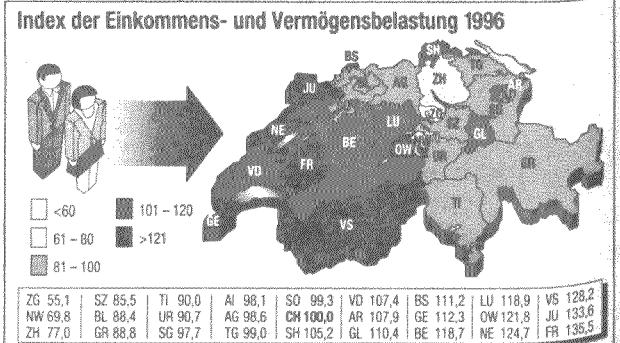 Index der Einkommens- und Vermögensbelastung 1996
BS
SH
TG
JU
AG
ZH
AR
NE
LU
ZG
SZ
BE
OW
GL
VD
FR
UR
GR
GE
VS
TI
<60
101 – 120
61 – 80
>121
81 – 100
ZG 55,1 SZ 85,5 TI 90,0 AI 98,1 SO 99,3 VD 107,4 BS 111,2 LU 118,9 VS 128,2
NW 69,8 BL 88,4 UR 90,7 AG 98,6 CH 100,0 AR 107,9 GE 112,3 OW 121,8 JU 133,6
ZH 77,0 GR 88,8 SG 97,7 TG 99,0 SH 105,2 GL 110,4 BE 118,7 NE 124,7 FR 135,5